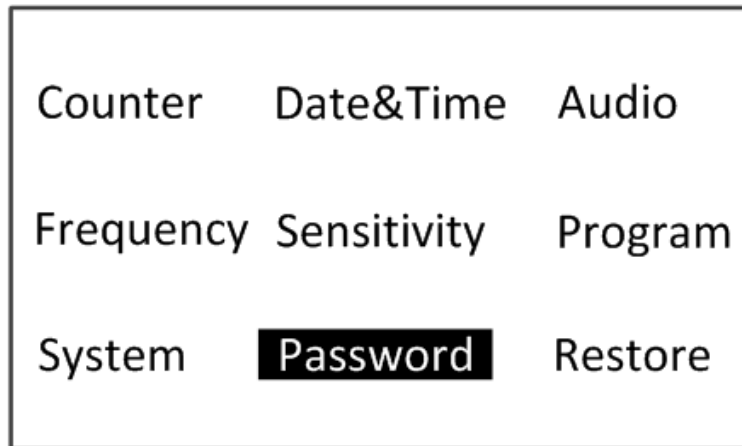 Counter Date&Time Audio
Frequency Sensitivity Program
System Password Restore